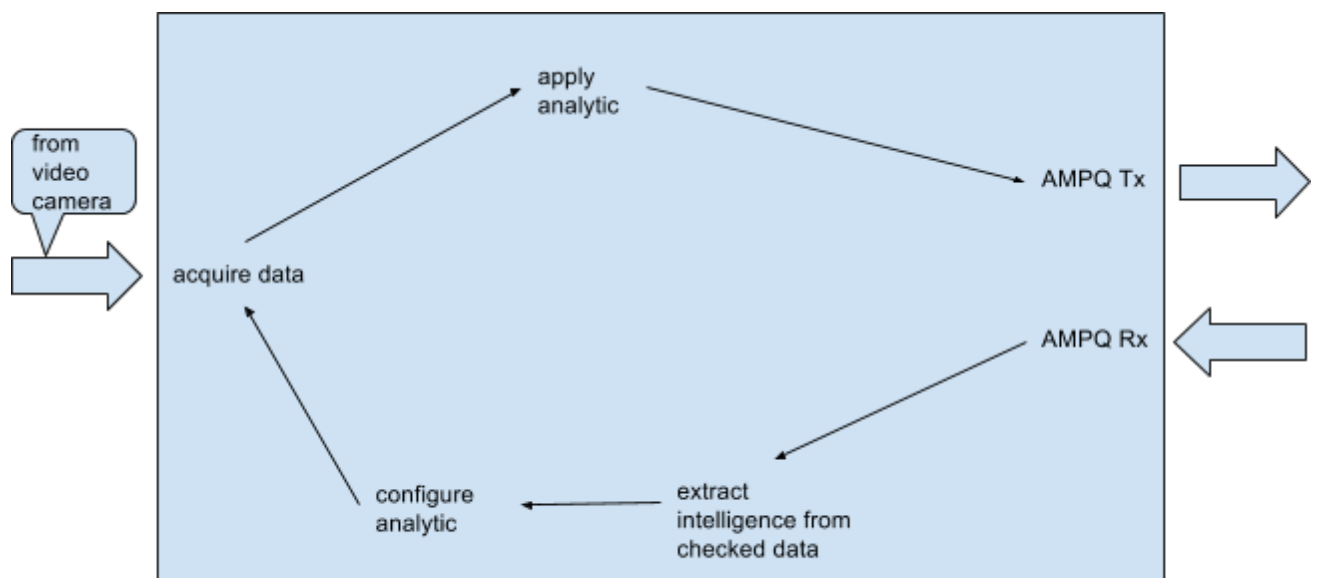 apply
analytic
from
video
camera
AMPQ Tx
acquire data
AMPQ Rx
configure
analytic
extract
intelligence from
checked data